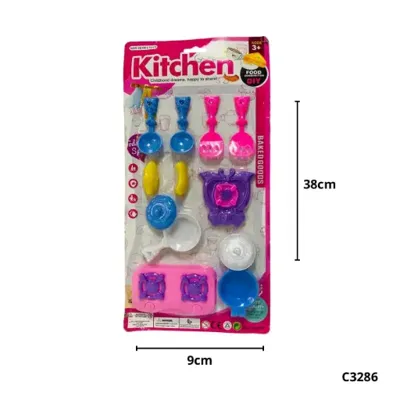 Kitchen
Childhood dreams, happy to share!
3+
FOOD
DIY
BAKED GOODS
38cm
9cm
C3286